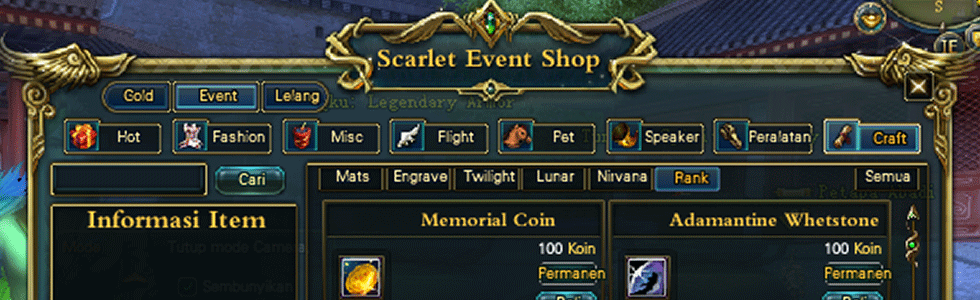 S
Scarlet Event Shop
Gold Event Lelang
ku: Legendary Armor
Hot Fashion Misc Flight Pet Speaker Peralatan Craft
Cari Mats Engrave Twilight Lunar Nirvana Rank Semua
Informasi Item
Memorial Coin Adamantine Whetstone
100 Koin 100 Koin
Tutup mode Camera
Permanen Permanen
Sembunyikan